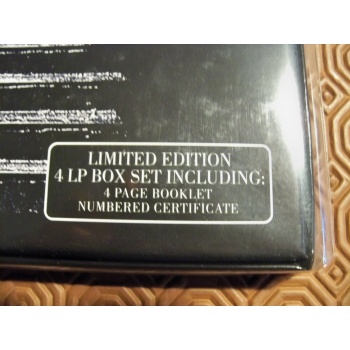 LIMITED EDITION
4 LP BOX SET INCLUDING:
4 PAGE BOOKLET
NUMBERED CERTIFICATE